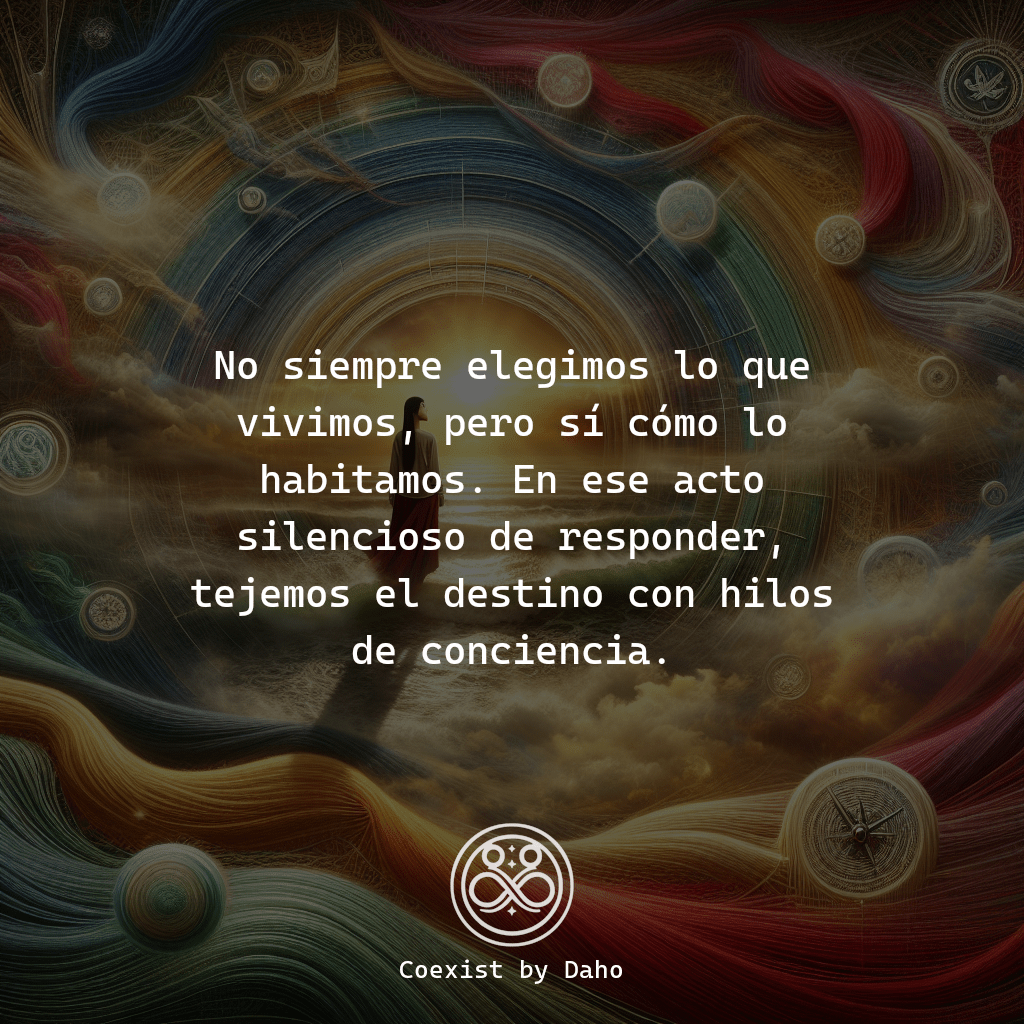 No siempre elegimos lo que
vivimos, pero sí cómo lo
habitamos. En ese acto
silencioso de responder,
tejemos el destino con hilos
de conciencia.
Coexist by Daho